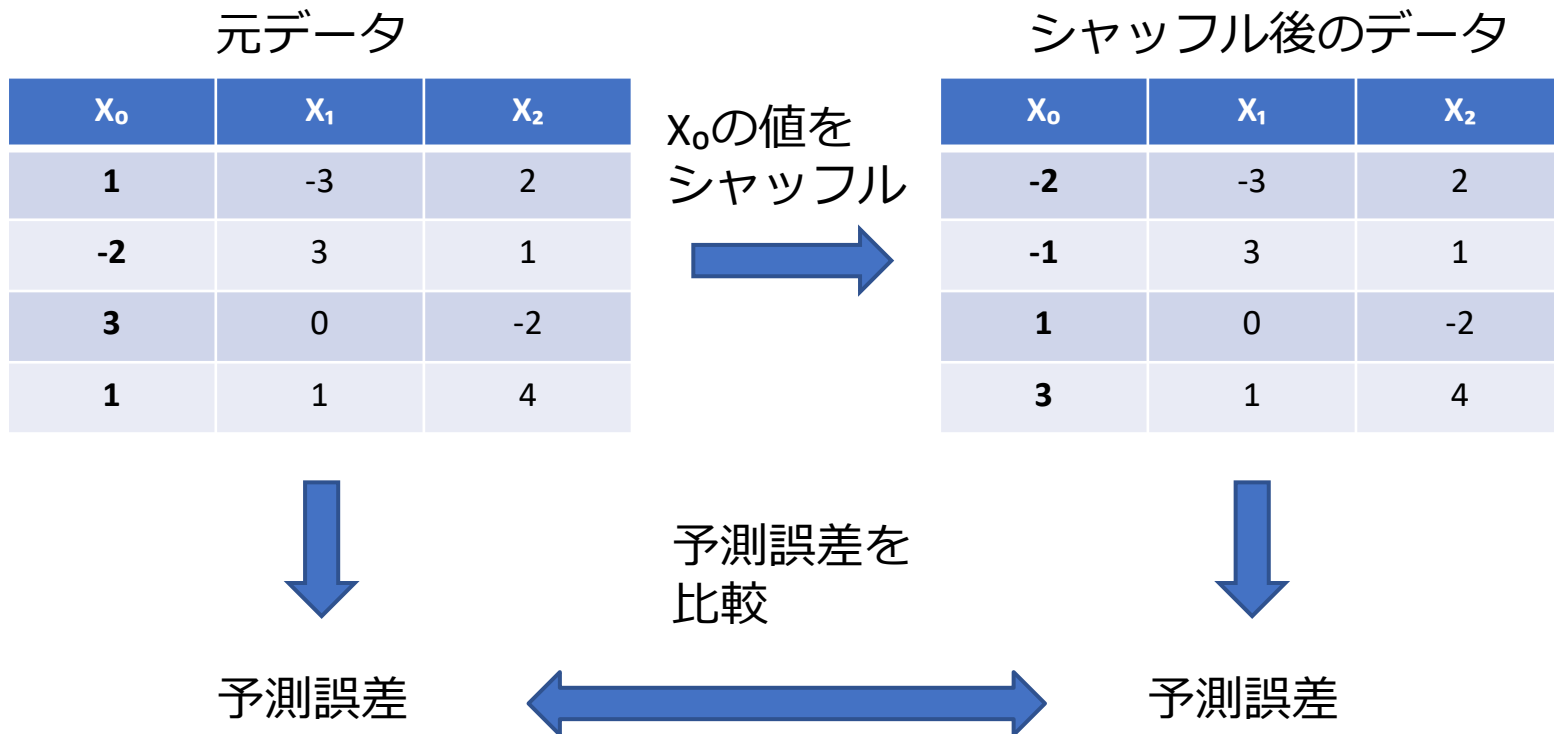 元データ
シャッフル後のデータ
X₀ X₁ X₂
1 -3 2
-2 3 1
3 0 -2
1 1 4
X₀の値を
シャッフル
X₀ X₁ X₂
-2 -3 2
-1 3 1
1 0 -2
3 1 4
予測誤差を
比較
予測誤差
予測誤差